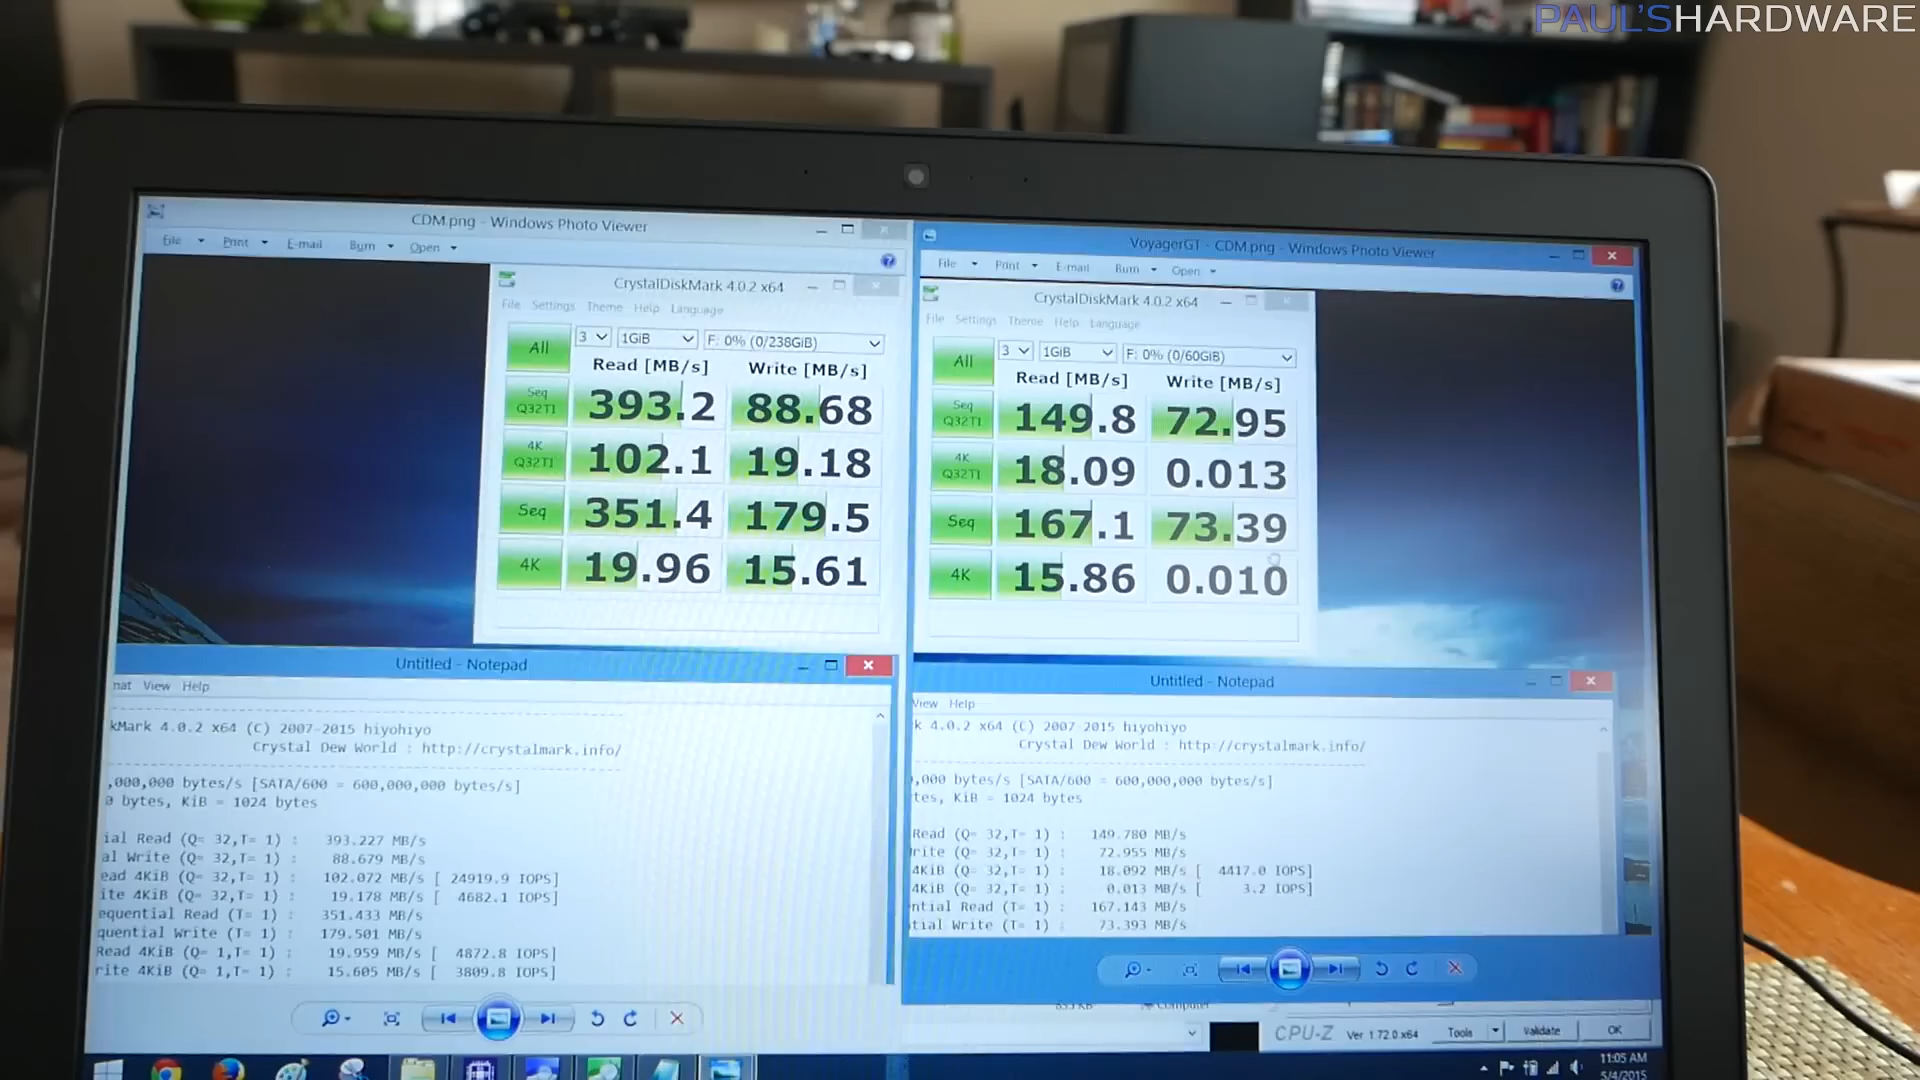 PAUL'SHARDWARE
CDM.png - Windows Photo Viewer
File Print E-mail Burn Open
CrystalDiskMark 4.0.2 x64
File Settings Theme Help Language
All 3 1GiB F: 0% (0/238GiB)
Read [MB/s] Write [MB/s]
Seq Q32T1 393.2 88.68
4K Q32T1 102.1 19.18
Seq 351.4 179.5
4K 19.96 15.61
VoyagerGT - CDM.png - Windows Photo Viewer
File Print E-mail Burn Open
CrystalDiskMark 4.0.2 x64
File Settings Theme Help Language
All 3 1GiB F: 0% (0/60GiB)
Read [MB/s] Write [MB/s]
Seq Q32T1 149.8 72.95
4K Q32T1 18.09 0.013
Seq 167.1 73.39
4K 15.86 0.010
Untitled - Notepad
mat View Help
kMark 4.0.2 x64 (C) 2007-2015 hiyohiyo
Crystal Dew World : http://crystalmark.info/
,000,000 bytes/s [SATA/600 = 600,000,000 bytes/s]
0 bytes, KiB = 1024 bytes
ial Read (Q= 32,T= 1) : 393.227 MB/s
al Write (Q= 32,T= 1) : 88.679 MB/s
ead 4KiB (Q= 32,T= 1) : 102.072 MB/s [ 24919.9 IOPS]
ite 4KiB (Q= 32,T= 1) : 19.178 MB/s [ 4682.1 IOPS]
equential Read (T= 1) : 351.433 MB/s
quential Write (T= 1) : 179.501 MB/s
Read 4KiB (Q= 1,T= 1) : 19.959 MB/s [ 4872.8 IOPS]
rite 4KiB (Q= 1,T= 1) : 15.605 MB/s [ 3809.8 IOPS]
Untitled - Notepad
View Help
k 4.0.2 x64 (C) 2007-2015 hiyohiyo
Crystal Dew World : http://crystalmark.info/
,000 bytes/s [SATA/600 = 600,000,000 bytes/s]
tes, KiB = 1024 bytes
Read (Q= 32,T= 1) : 149.780 MB/s
rite (Q= 32,T= 1) : 72.955 MB/s
4KiB (Q= 32,T= 1) : 18.092 MB/s [ 4417.0 IOPS]
4KiB (Q= 32,T= 1) : 0.013 MB/s [ 3.2 IOPS]
ntial Read (T= 1) : 167.143 MB/s
tial Write (T= 1) : 73.393 MB/s
Computer
CPU-Z Ver 1.72.0.x64 Tools Validate OK
11:05 AM
5/4/2015